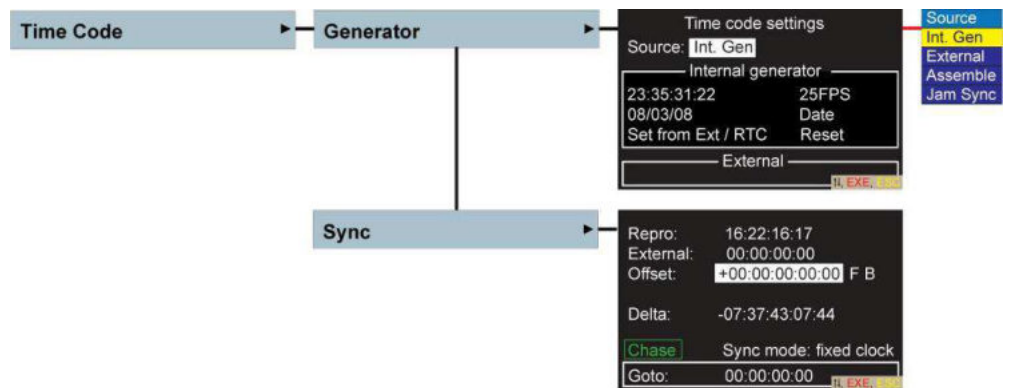 Time Code
Generator
Time code settings
Source: Int. Gen
Internal generator
23:35:31:22 25FPS
08/03/08 Date
Set from Ext / RTC Reset
External
EXE, ESC
Source
Int. Gen
External
Assemble
Jam Sync
Sync
Repro: 16:22:16:17
External: 00:00:00:00
Offset: +00:00:00:00:00 F B
Delta: -07:37:43:07:44
Chase Sync mode: fixed clock
Goto: 00:00:00:00
EXE, ESC